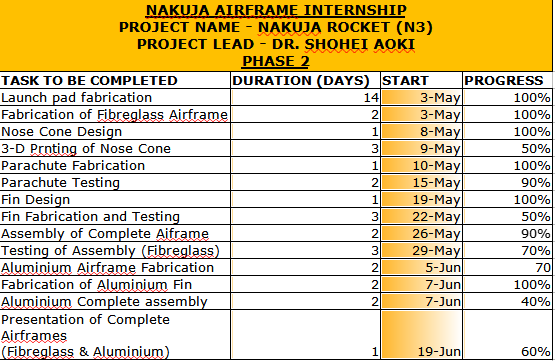 NAKUJA AIRFRAME INTERNSHIP
PROJECT NAME - NAKUJA ROCKET (N3)
PROJECT LEAD - DR. SHOHEI AOKI
PHASE 2
TASK TO BE COMPLETED DURATION (DAYS) START PROGRESS
Launch pad fabrication 14 3-May 100%
Fabrication of Fibreglass Airframe 2 3-May 100%
Nose Cone Design 1 8-May 100%
3-D Prnting of Nose Cone 3 9-May 50%
Parachute Fabrication 1 10-May 100%
Parachute Testing 2 15-May 90%
Fin Design 1 19-May 100%
Fin Fabrication and Testing 3 22-May 50%
Assembly of Complete Aiframe 2 26-May 90%
Testing of Assembly (Fibreglass) 3 29-May 70%
Aluminium Airframe Fabrication 2 5-Jun 70
Fabrication of Aluminium Fin 2 7-Jun 100%
Aluminium Complete assembly 2 7-Jun 40%
Presentation of Complete
Airframes
(Fibreglass & Aluminium) 1 19-Jun 60%